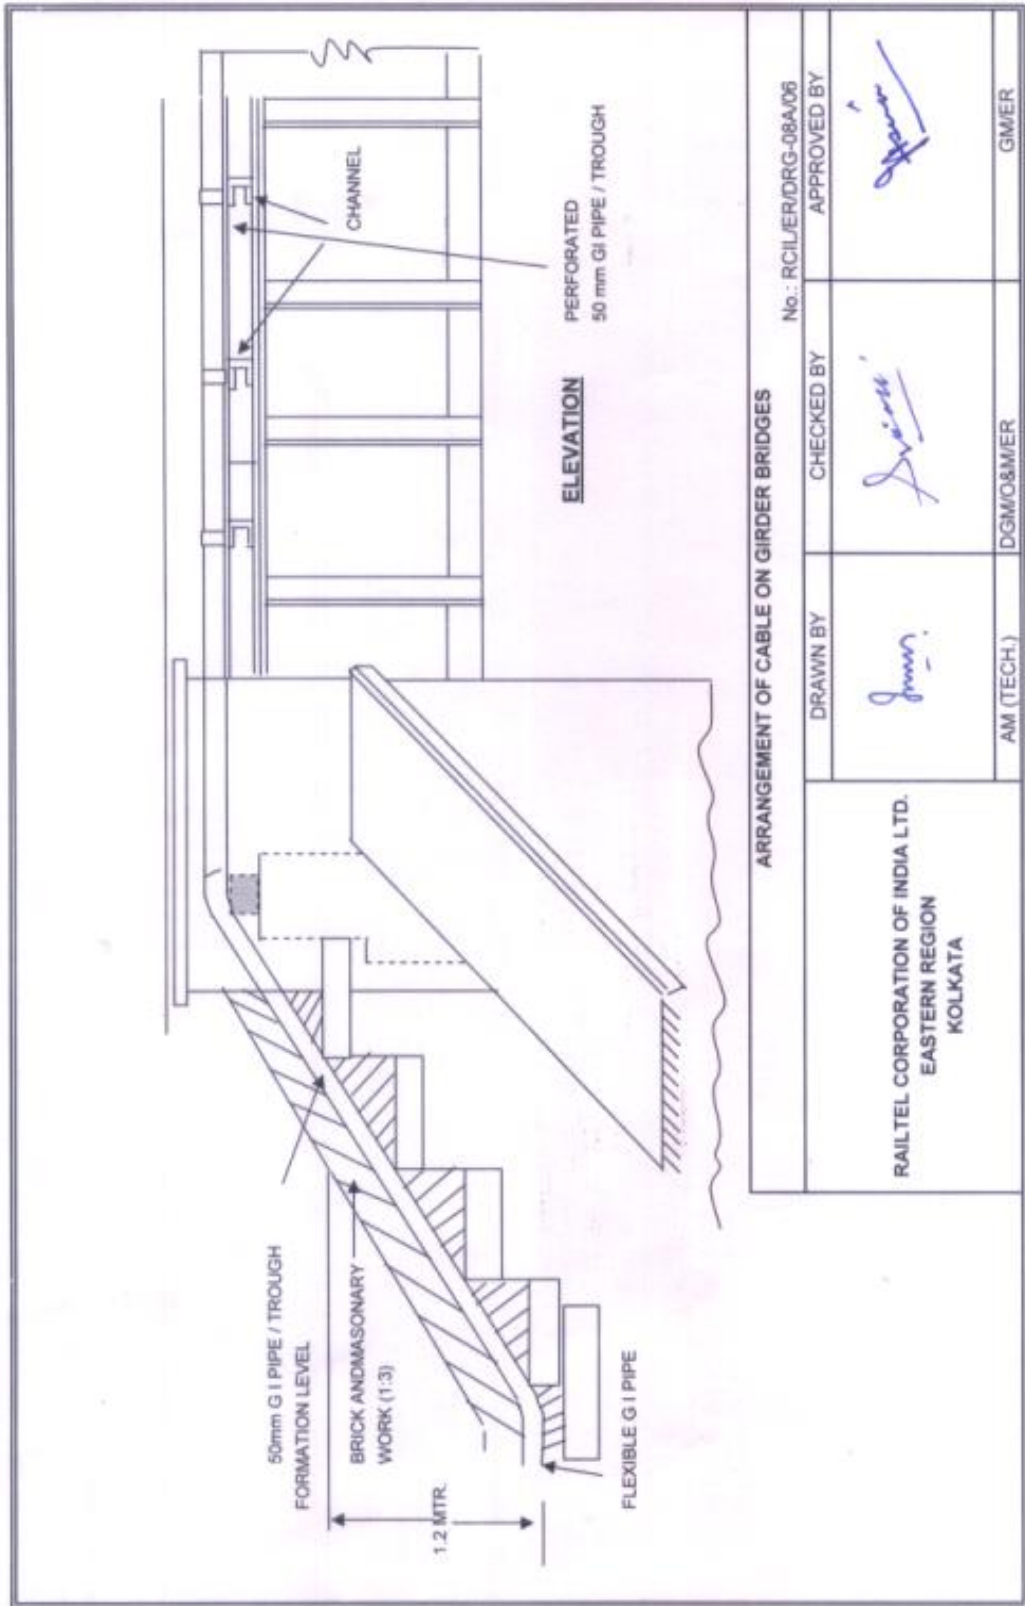 50mm G I PIPE / TROUGH
FORMATION LEVEL
BRICK ANDMASONARY
WORK (1:3)
1.2 MTR.
FLEXIBLE G I PIPE
CHANNEL
PERFORATED
50 mm GI PIPE / TROUGH
ELEVATION
ARRANGEMENT OF CABLE ON GIRDER BRIDGES
No.: RCIL/ER/DRG-08A/06
RAILTEL CORPORATION OF INDIA LTD.
EASTERN REGION
KOLKATA
DRAWN BY
CHECKED BY
APPROVED BY
AM (TECH.)
DGM/O&M/ER
GM/ER